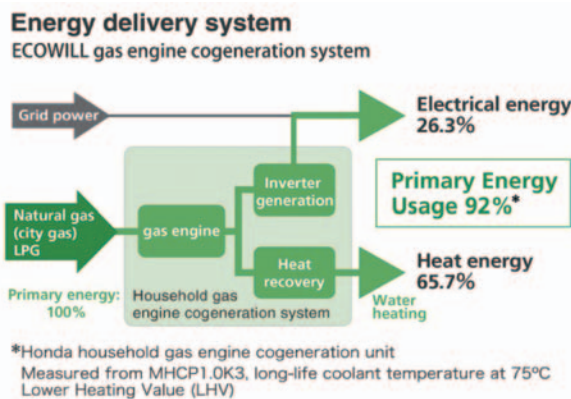 Energy delivery system
ECOWILL gas engine cogeneration system
Grid power
Electrical energy
26.3%
Inverter
generation
Primary Energy
Usage 92%*
Natural gas
(city gas)
LPG
gas engine
Heat
recovery
Heat energy
65.7%
Primary energy:
100%
Household gas
engine cogeneration system
Water
heating
*Honda household gas engine cogeneration unit
Measured from MHCP1.0K3, long-life coolant temperature at 75ºC
Lower Heating Value (LHV)